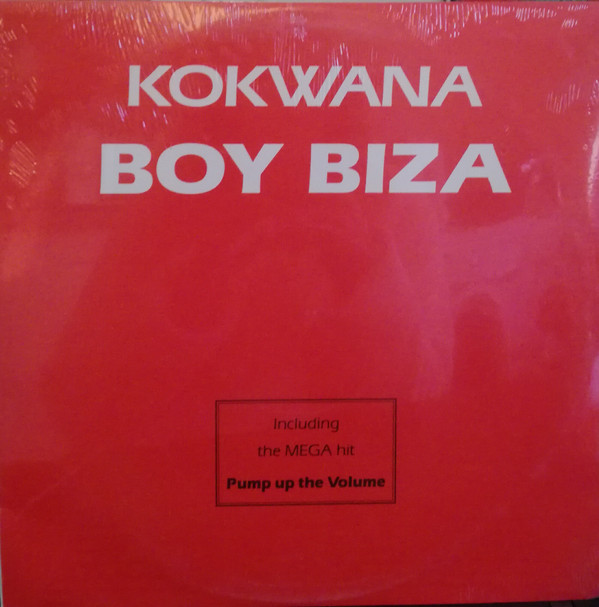 KOKWANA
BOY BIZA
Including
the MEGA hit
Pump up the Volume